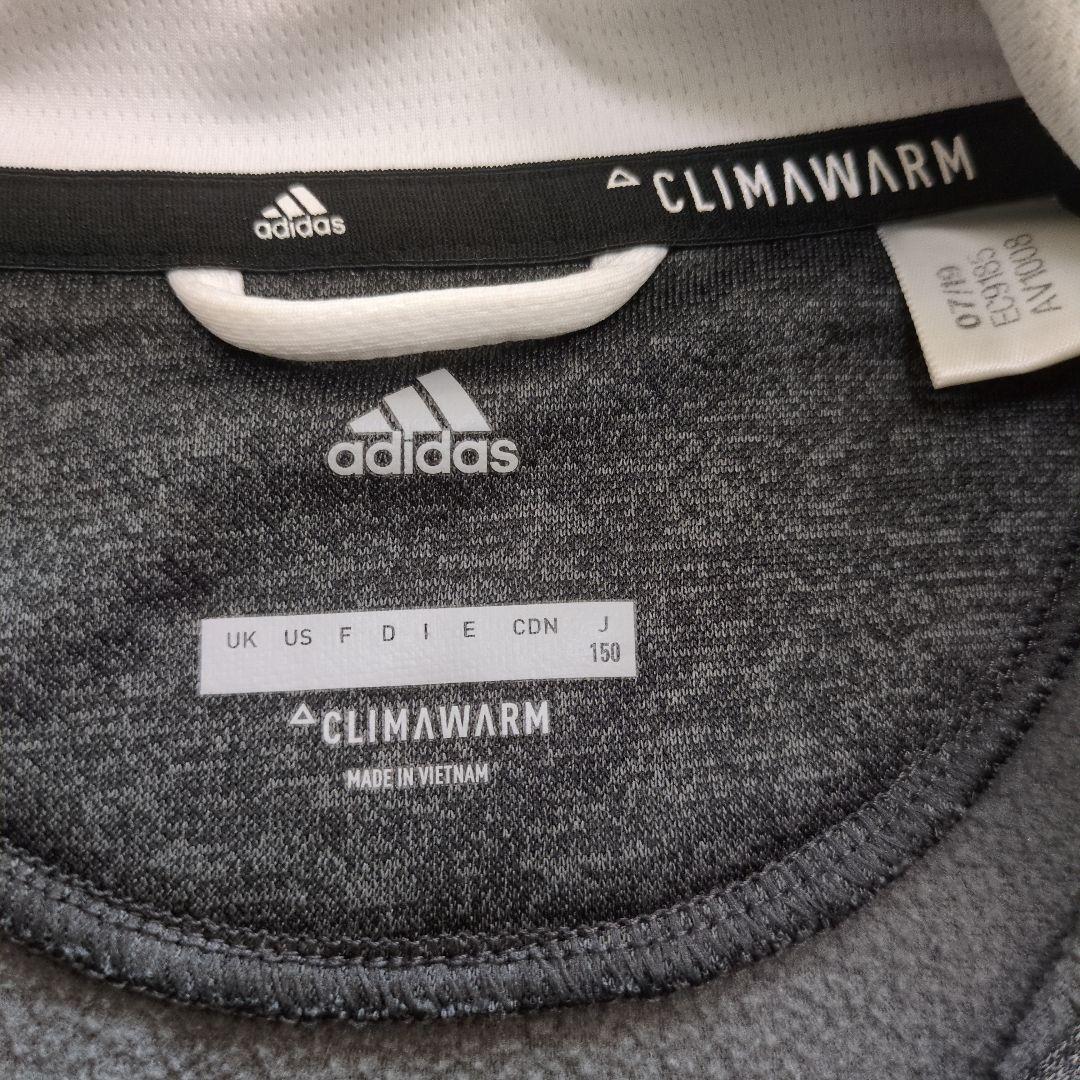 adidas
CLIMAWARM
AV1008
EC9185
07/19
adidas
UK US F D I E CDN J
150
CLIMAWARM
MADE IN VIETNAM